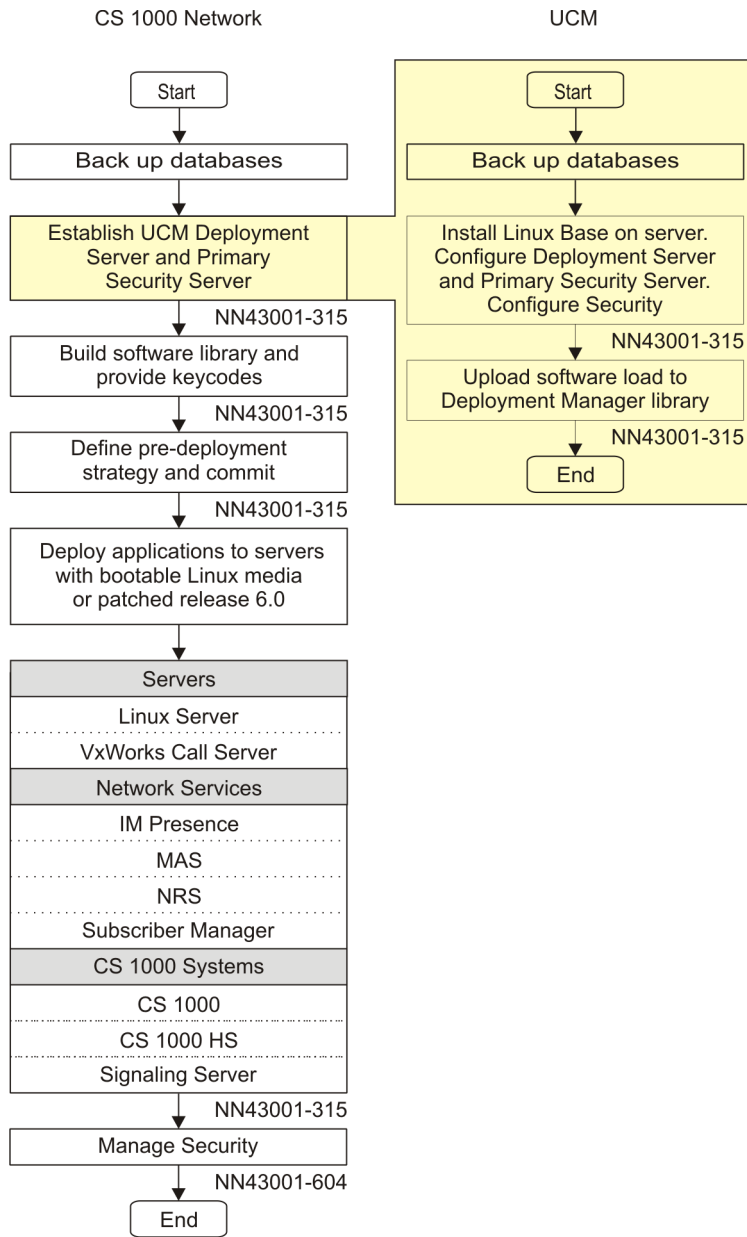 CS 1000 Network
Start
Back up databases
Establish UCM Deployment
Server and Primary
Security Server
NN43001-315
Build software library and
provide keycodes
NN43001-315
Define pre-deployment
strategy and commit
NN43001-315
Deploy applications to servers
with bootable Linux media
or patched release 6.0
Servers
Linux Server
VxWorks Call Server
Network Services
IM Presence
MAS
NRS
Subscriber Manager
CS 1000 Systems
CS 1000
CS 1000 HS
Signaling Server
NN43001-315
Manage Security
NN43001-604
End
UCM
Start
Back up databases
Install Linux Base on server.
Configure Deployment Server
and Primary Security Server.
Configure Security
NN43001-315
Upload software load to
Deployment Manager library
NN43001-315
End